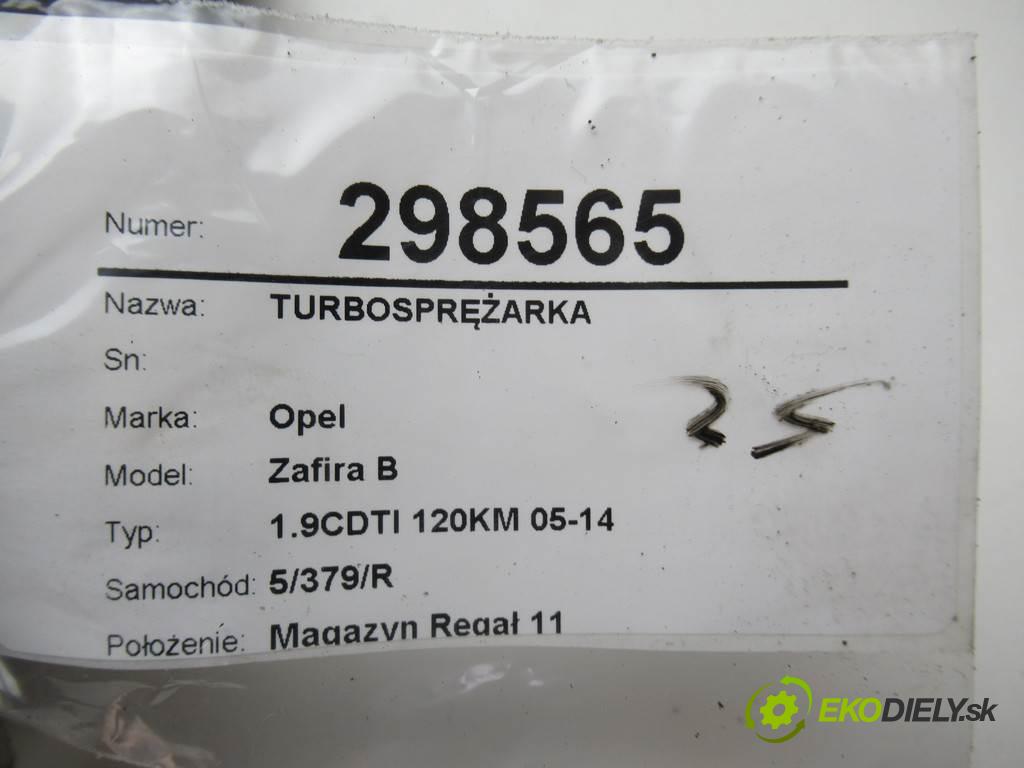 Numer: 298565
Nazwa: TURBOSPRĘŻARKA
Sn:
Marka: Opel
25
Model: Zafira B
Typ: 1.9CDTI 120KM 05-14
Samochód: 5/379/R
Położenie: Magazyn Regał 11
EKODIELY.sk